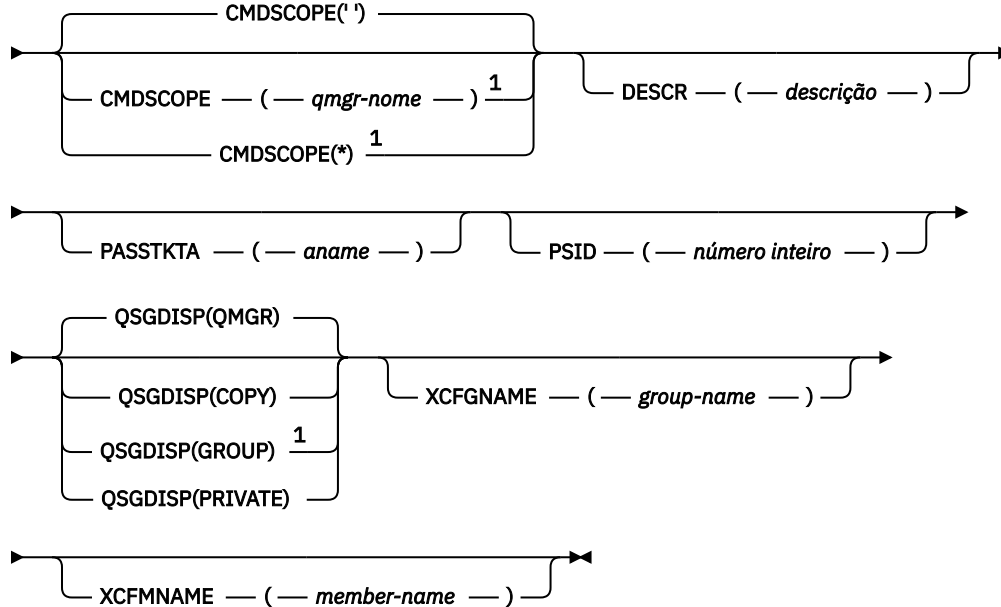 CMDSCOPE(' ')
CMDSCOPE ( qmgr-nome ) 1
CMDSCOPE(*) 1
DESCR ( descrição )
PASSTKTA ( aname )
PSID ( número inteiro )
QSGDISP(QMGR)
QSGDISP(COPY)
QSGDISP(GROUP) 1
QSGDISP(PRIVATE)
XCFGNAME ( group-name )
XCFMNAME ( member-name )